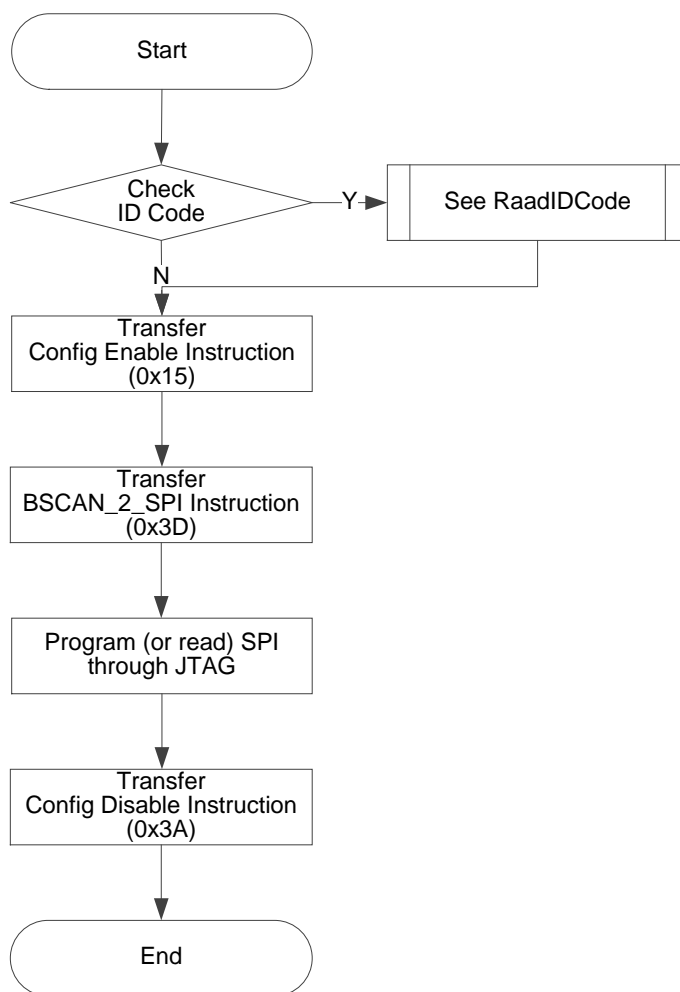 Start
Check
ID Code
Y
See RaadIDCode
N
Transfer
Config Enable Instruction
(0x15)
Transfer
BSCAN_2_SPI Instruction
(0x3D)
Program (or read) SPI
through JTAG
Transfer
Config Disable Instruction
(0x3A)
End